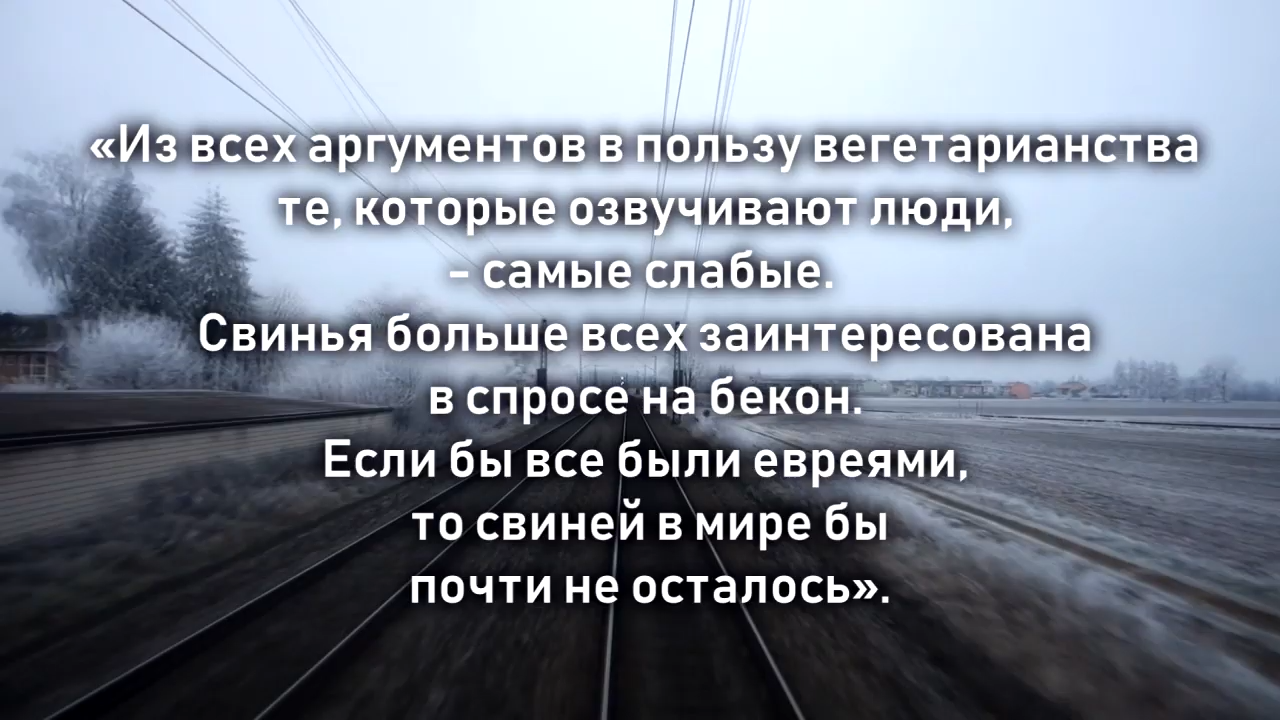 «Из всех аргументов в пользу вегетарианства
те, которые озвучивают люди,
- самые слабые.
Свинья больше всех заинтересована
в спросе на бекон.
Если бы все были евреями,
то свиней в мире бы
почти не осталось».